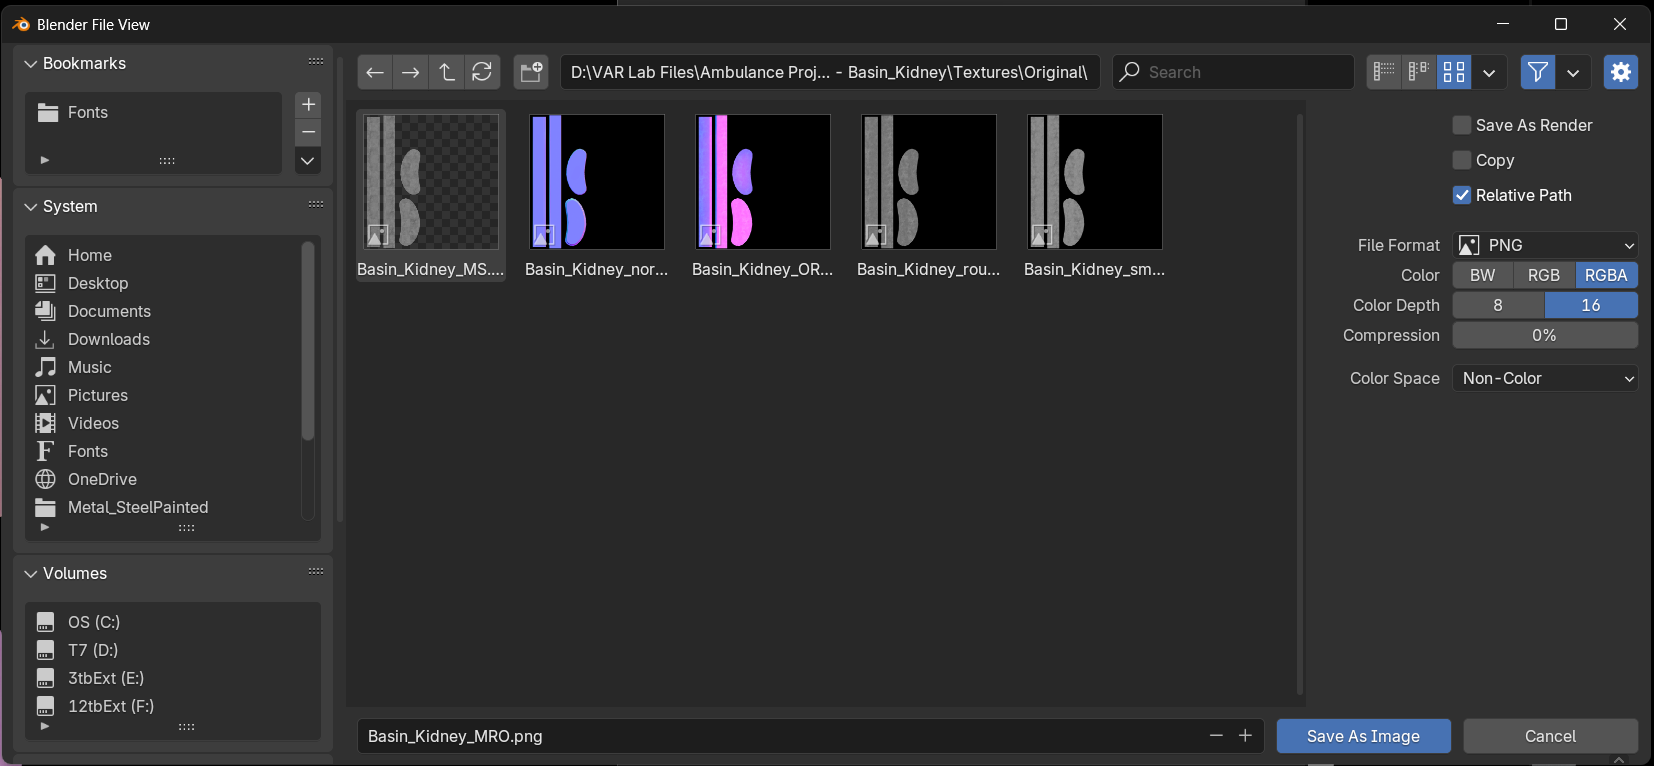 Blender File View
Bookmarks
Fonts
System
Home
Desktop
Documents
Downloads
Music
Pictures
Videos
Fonts
OneDrive
Metal_SteelPainted
Volumes
OS (C:)
T7 (D:)
3tbExt (E:)
12tbExt (F:)
D:\VAR Lab Files\Ambulance Proj... - Basin_Kidney\Textures\Original\
Search
Basin_Kidney_MS....
Basin_Kidney_nor...
Basin_Kidney_OR...
Basin_Kidney_rou...
Basin_Kidney_sm...
Save As Render
Copy
Relative Path
File Format PNG
Color BW RGB RGBA
Color Depth 8 16
Compression 0%
Color Space Non-Color
Basin_Kidney_MRO.png
Save As Image
Cancel